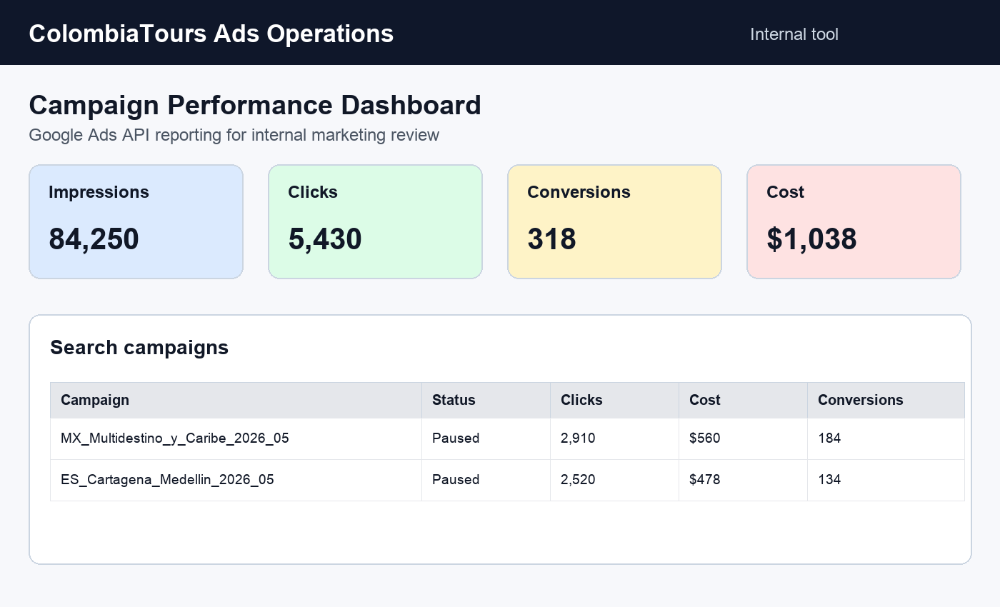 ColombiaTours Ads Operations
Internal tool
Campaign Performance Dashboard
Google Ads API reporting for internal marketing review
Impressions
84,250
Clicks
5,430
Conversions
318
Cost
$1,038
Search campaigns
Campaign Status Clicks Cost Conversions
MX_Multidestino_y_Caribe_2026_05 Paused 2,910 $560 184
ES_Cartagena_Medellin_2026_05 Paused 2,520 $478 134